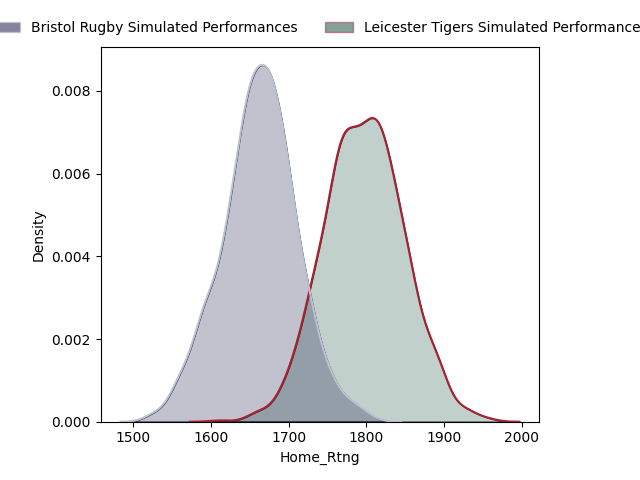 Bristol Rugby Simulated Performances Leicester Tigers Simulated Performance
0.008
0.006
0.004
0.002
0.000
Density
1500 1600 1700 1800 1900 2000
Home_Rtng